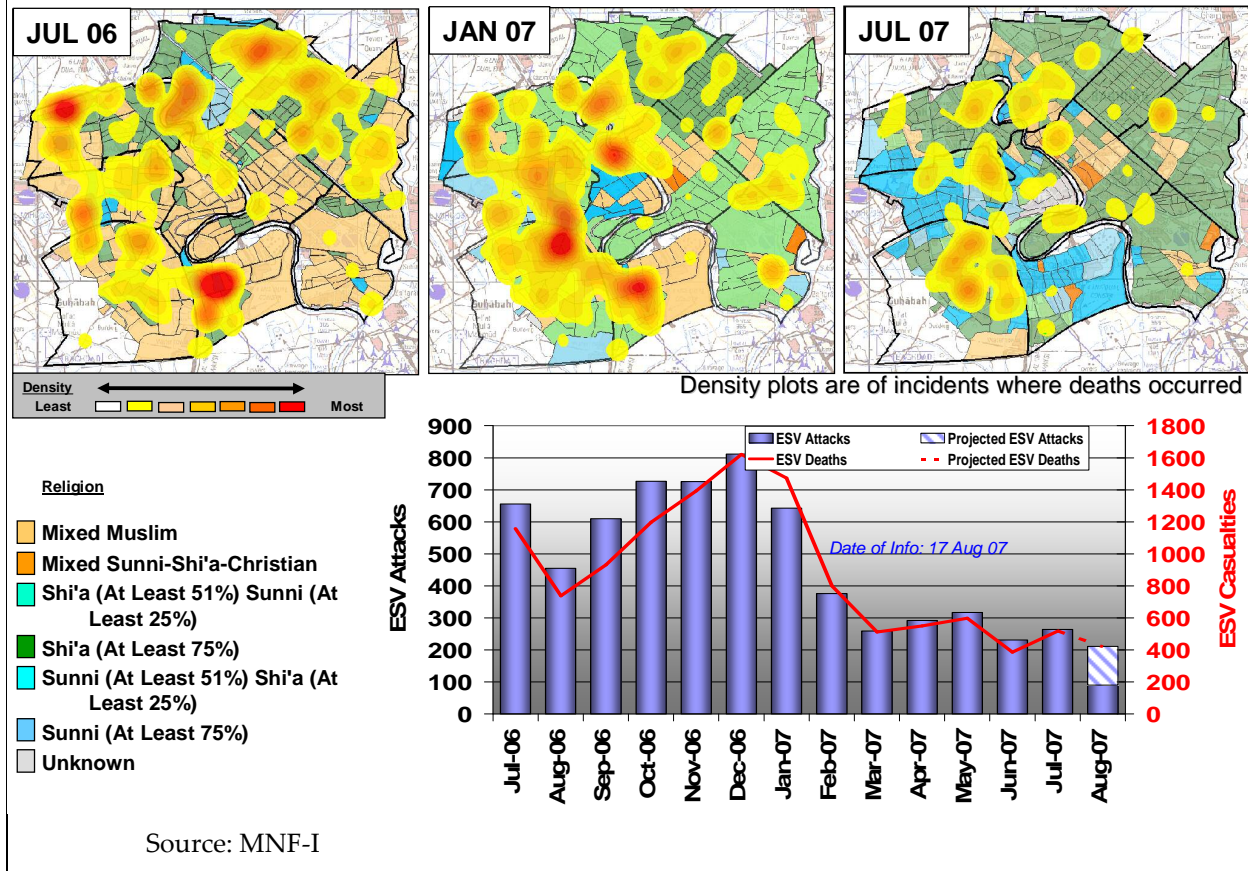 JUL 06
JAN 07
JUL 07
Density
Least
Most
Density plots are of incidents where deaths occurred
Religion
Mixed Muslim
Mixed Sunni-Shi'a-Christian
Shi'a (At Least 51%) Sunni (At
Least 25%)
Shi'a (At Least 75%)
Sunni (At Least 51%) Shi'a (At
Least 25%)
Sunni (At Least 75%)
Unknown
ESV Attacks
900
800
700
600
500
400
300
200
100
0
ESV Attacks
Projected ESV Attacks
ESV Deaths
Projected ESV Deaths
Date of Info: 17 Aug 07
1800
1600
1400
1200
1000
800
600
400
200
0
ESV Casualties
Jul-06
Aug-06
Sep-06
Oct-06
Nov-06
Dec-06
Jan-07
Feb-07
Mar-07
Apr-07
May-07
Jun-07
Jul-07
Aug-07
Source: MNF-I